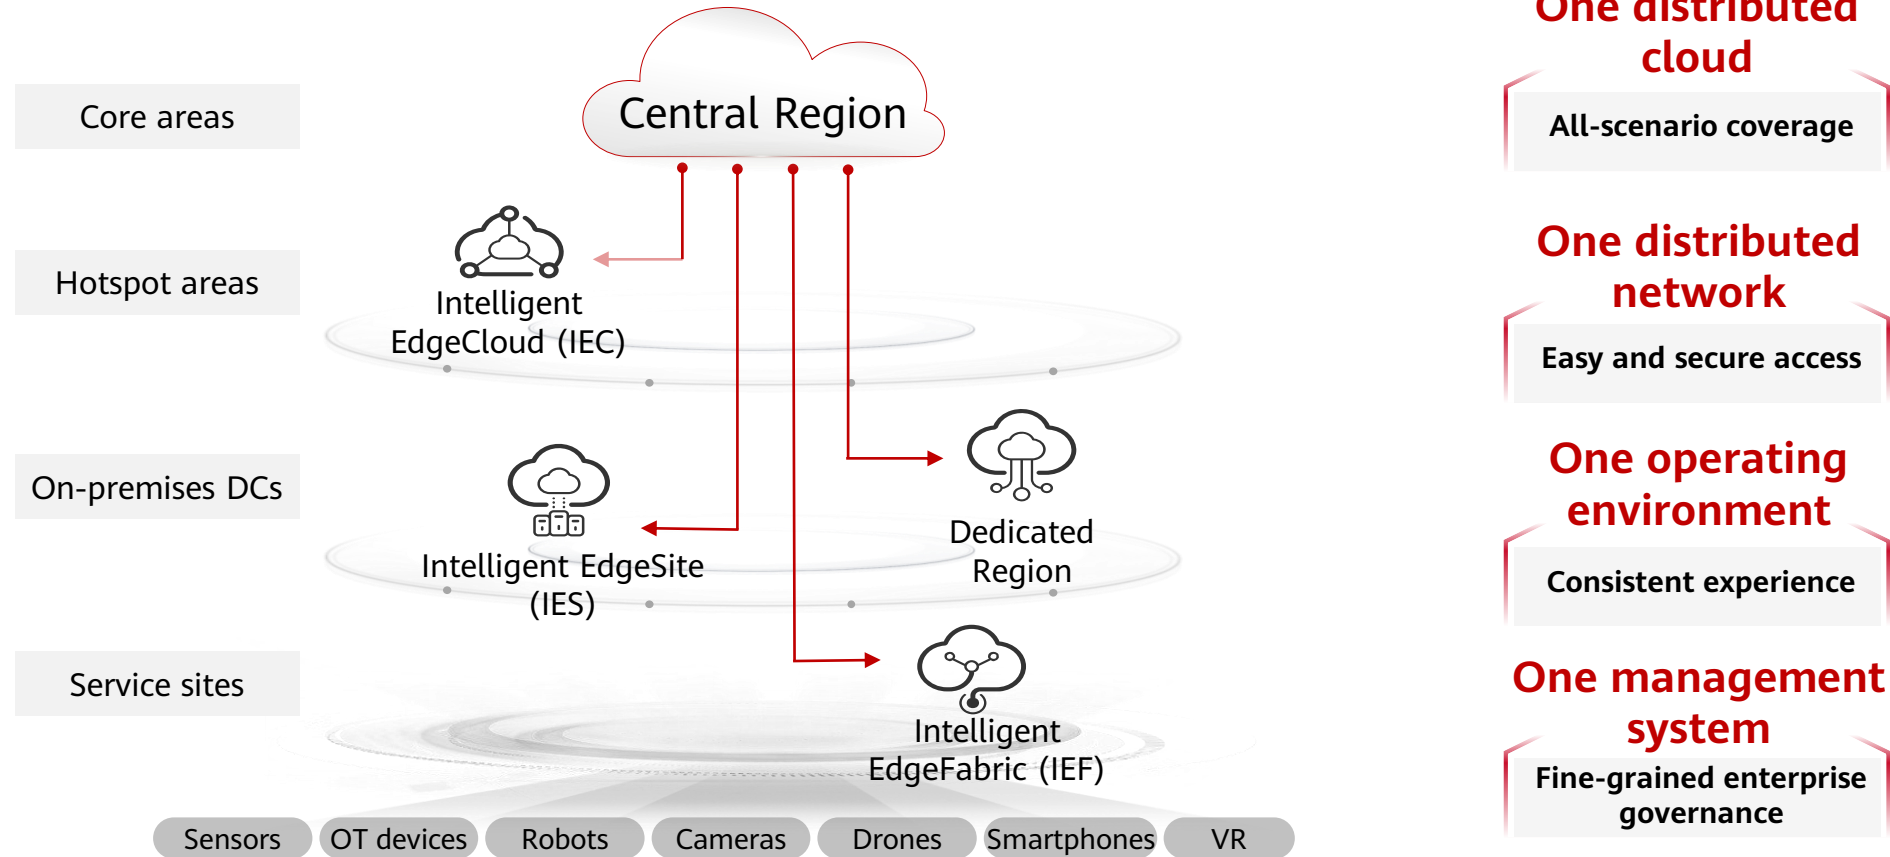 Core areas
Hotspot areas
On-premises DCs
Service sites
Central Region
Intelligent
EdgeCloud (IEC)
Intelligent EdgeSite
(IES)
Dedicated
Region
Intelligent
EdgeFabric (IEF)
Sensors
OT devices
Robots
Cameras
Drones
Smartphones
VR
One distributed
cloud
All-scenario coverage
One distributed
network
Easy and secure access
One operating
environment
Consistent experience
One management
system
Fine-grained enterprise
governance